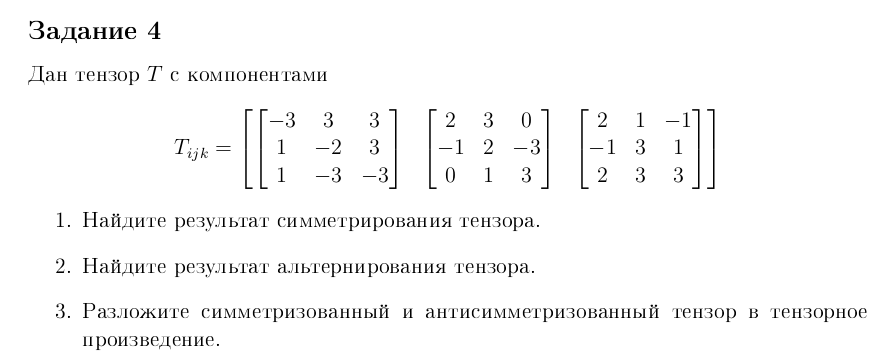 Задание 4
Дан тензор T с компонентами
T_{ijk} = [ [ −3 3 3 ; 1 −2 3 ; 1 −3 −3 ] [ 2 3 0 ; −1 2 −3 ; 0 1 3 ] [ 2 1 −1 ; −1 3 1 ; 2 3 3 ] ]
1. Найдите результат симметрирования тензора.
2. Найдите результат альтернирования тензора.
3. Разложите симметризованный и антисимметризованный тензор в тензорное
произведение.